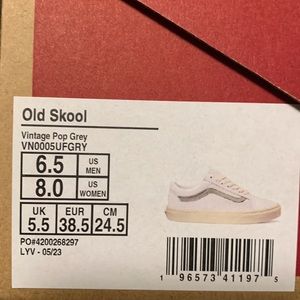 Old Skool
Vintage Pop Grey
VN0005UFGRY
6.5 US MEN
8.0 US WOMEN
UK EUR CM
5.5 38.5 24.5
PO#4200268297
LYV - 05/23
1 96573 41197 5